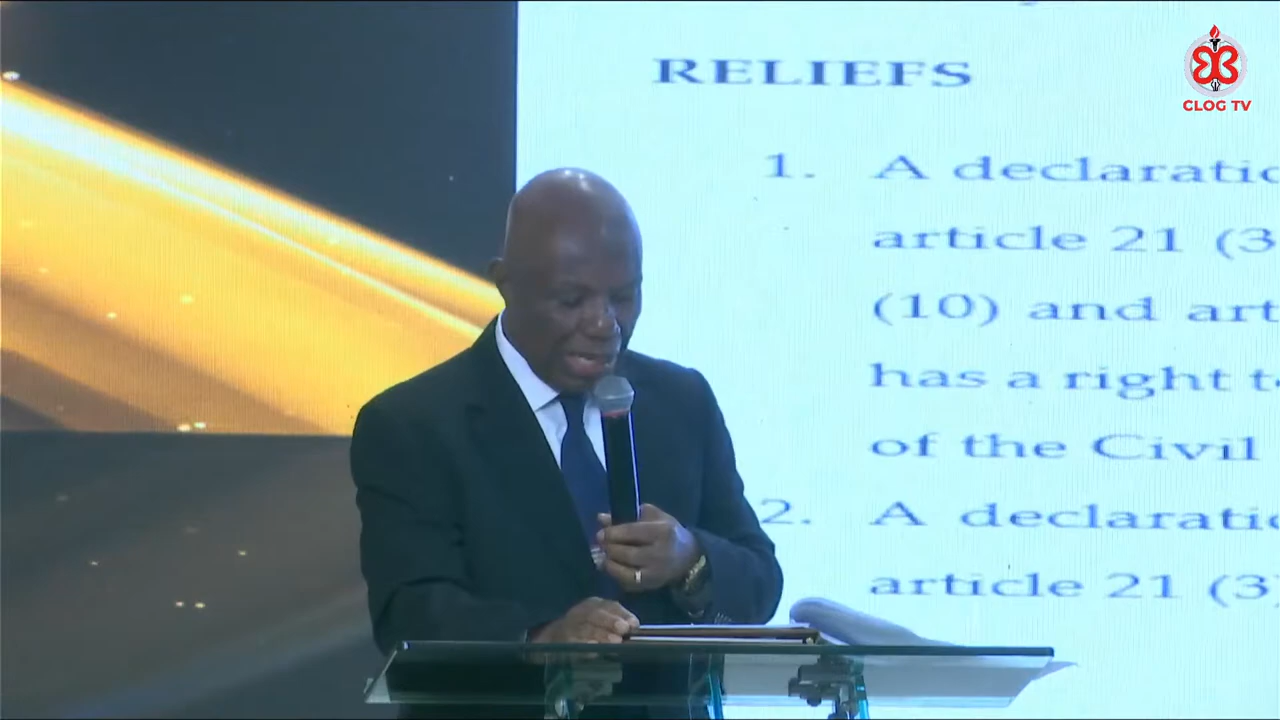 RELIEFS
1. A declaratio
article 21 (3
(10) and art
has a right t
of the Civil
2. A declaratio
article 21 (3)
CLOG TV